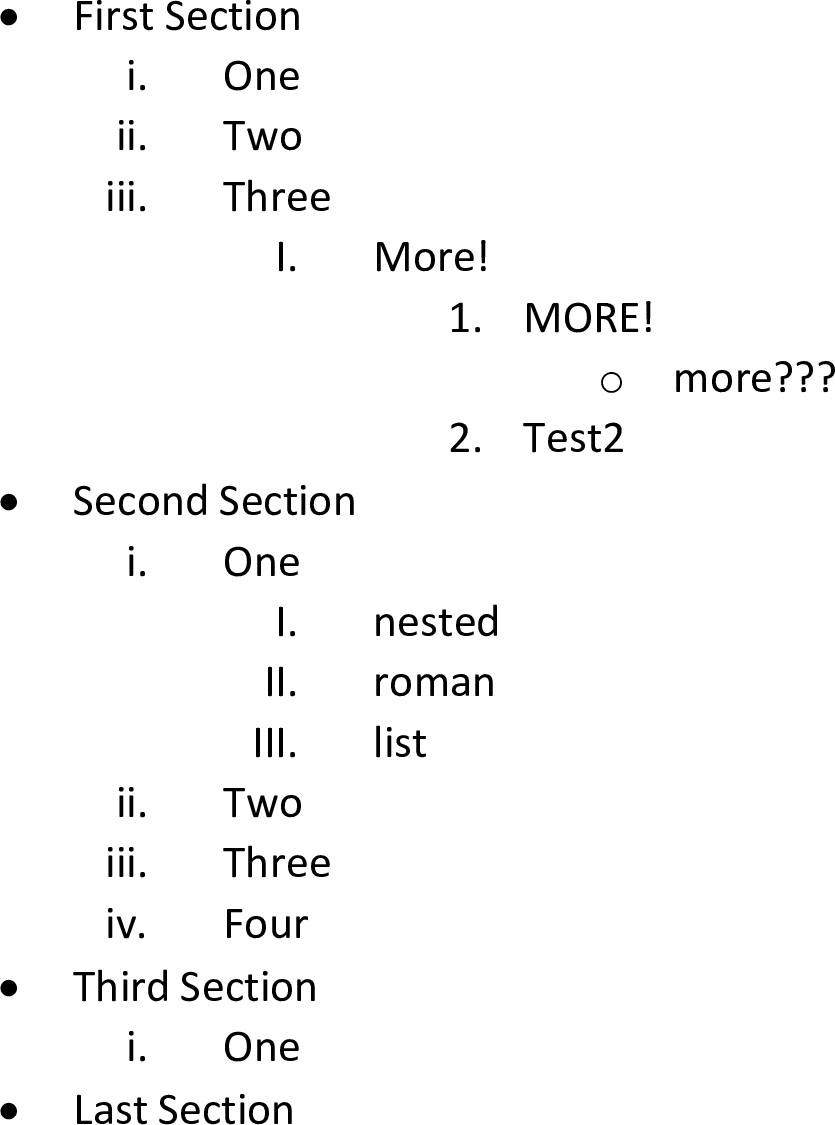 • First Section
i. One
ii. Two
iii. Three
I. More!
1. MORE!
o more???
2. Test2
• Second Section
i. One
I. nested
II. roman
III. list
ii. Two
iii. Three
iv. Four
• Third Section
i. One
• Last Section